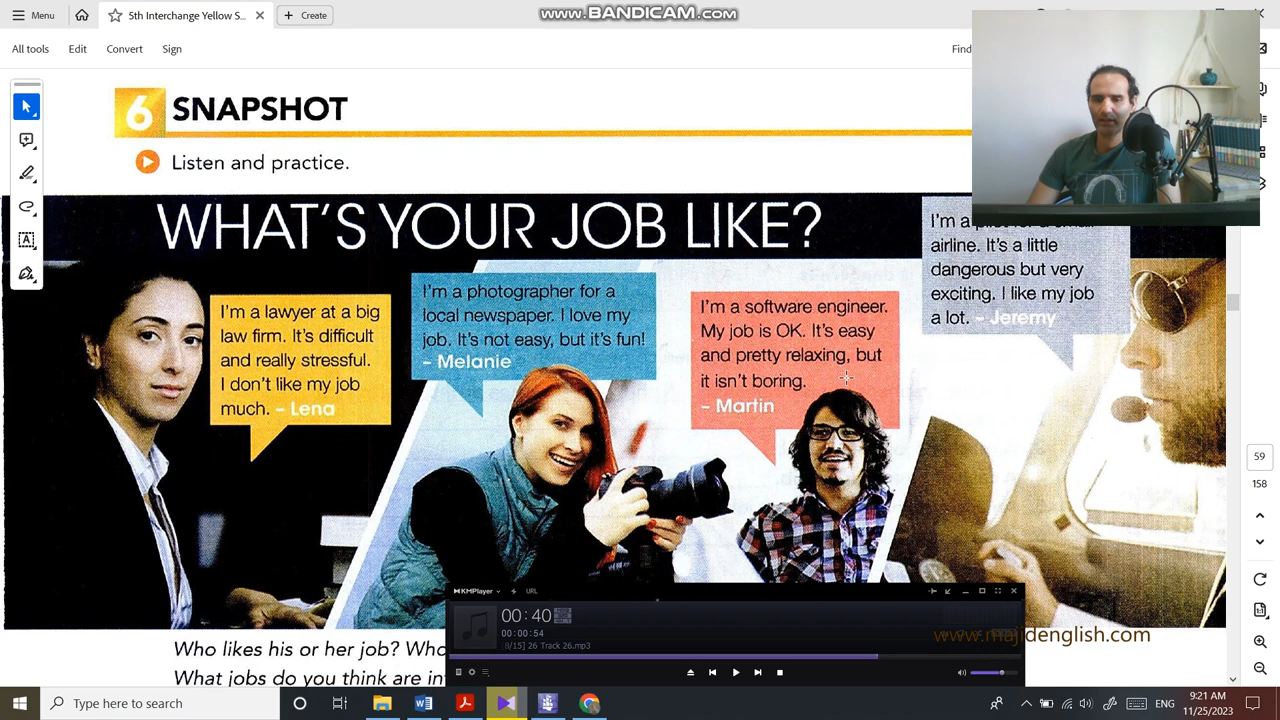 Menu
5th Interchange Yellow S...
Create
www.BANDICAM.com
All tools
Edit
Convert
Sign
Find
6 SNAPSHOT
Listen and practice.
WHAT'S YOUR JOB LIKE?
I'm a lawyer at a big
law firm. It's difficult
and really stressful.
I don't like my job
much. – Lena
I'm a photographer for a
local newspaper. I love my
job. It's not easy, but it's fun!
– Melanie
I'm a software engineer.
My job is OK. It's easy
and pretty relaxing, but
it isn't boring.
– Martin
I'm a
airline. It's a little
dangerous but very
exciting. I like my job
a lot. – Jeremy
59
158
KMPlayer
URL
00:40
00:00:54
8/15] 26 Track 26.mp3
www.majidenglish.com
Who likes his or her job? Who
What jobs do you think are in
Type here to search
ENG
9:21 AM
11/25/2023